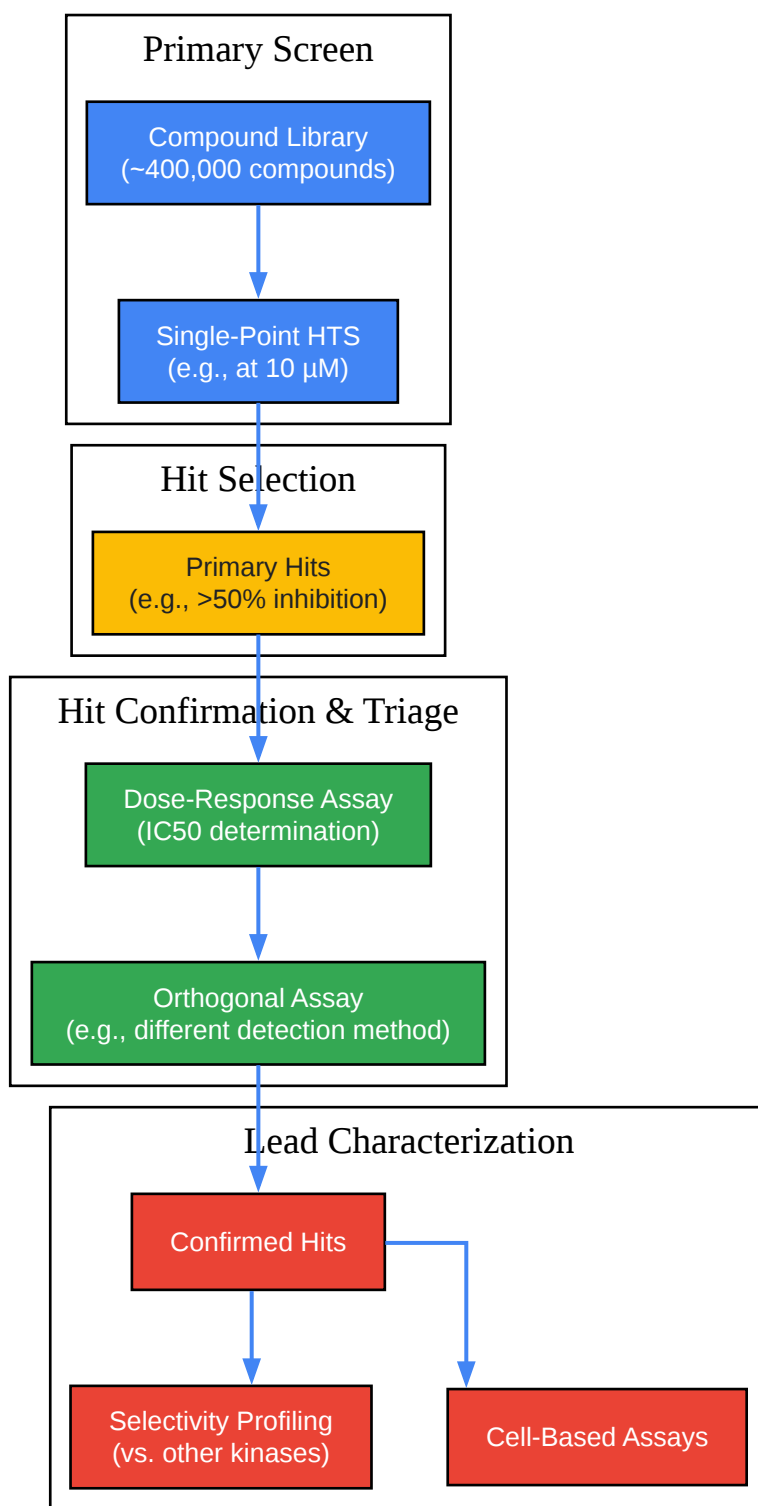 Primary Screen
Compound Library
(~400,000 compounds)
Single-Point HTS
(e.g., at 10 µM)
Hit Selection
Primary Hits
(e.g., >50% inhibition)
Hit Confirmation & Triage
Dose-Response Assay
(IC50 determination)
Orthogonal Assay
(e.g., different detection method)
Lead Characterization
Confirmed Hits
Selectivity Profiling
(vs. other kinases)
Cell-Based Assays